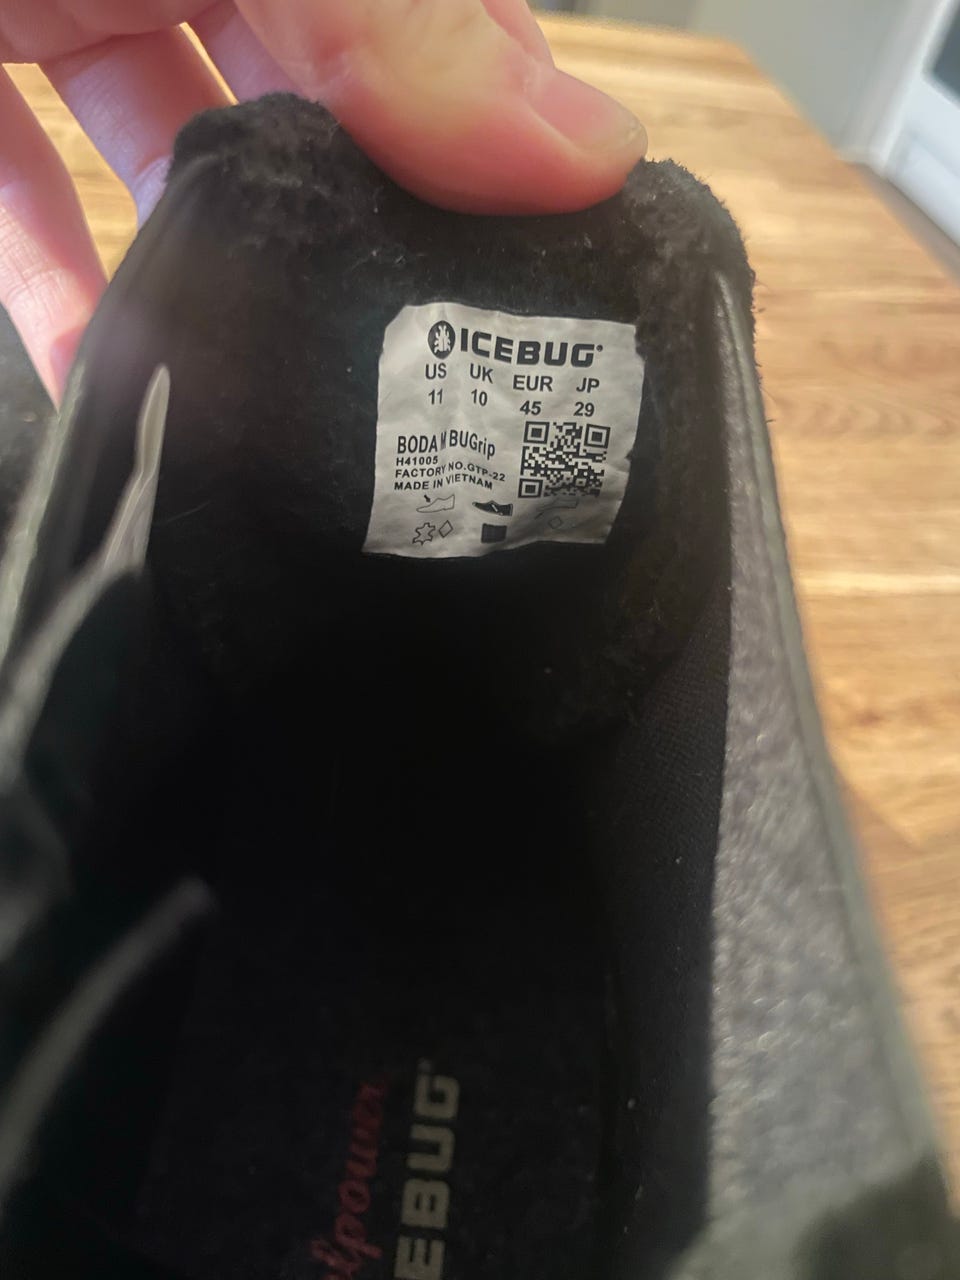 ICEBUG®
US UK EUR JP
11 10 45 29
BODA M BUGrip
H41005
FACTORY NO.GTP-22
MADE IN VIETNAM
EBUG